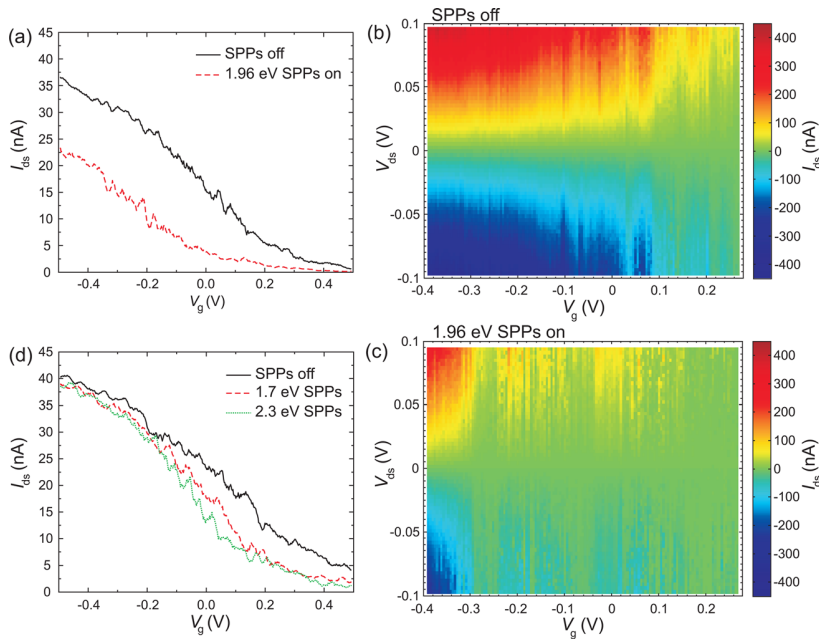 (a)
45
40
35
30
25
20
15
10
5
0
I_ds (nA)
SPPs off
1.96 eV SPPs on
-0.4 -0.2 0.0 0.2 0.4
V_g (V)
(b)
SPPs off
0.1
0.05
0
-0.05
-0.1
V_ds (V)
-0.4 -0.3 -0.2 -0.1 0 0.1 0.2
V_g (V)
400
300
200
100
0
-100
-200
-300
-400
I_ds (nA)
(d)
45
40
35
30
25
20
15
10
5
0
I_ds (nA)
SPPs off
1.7 eV SPPs
2.3 eV SPPs
-0.4 -0.2 0.0 0.2 0.4
V_g (V)
(c)
1.96 eV SPPs on
0.1
0.05
0
-0.05
-0.1
V_ds (V)
-0.4 -0.3 -0.2 -0.1 0 0.1 0.2
V_g (V)
400
300
200
100
0
-100
-200
-300
-400
I_ds (nA)